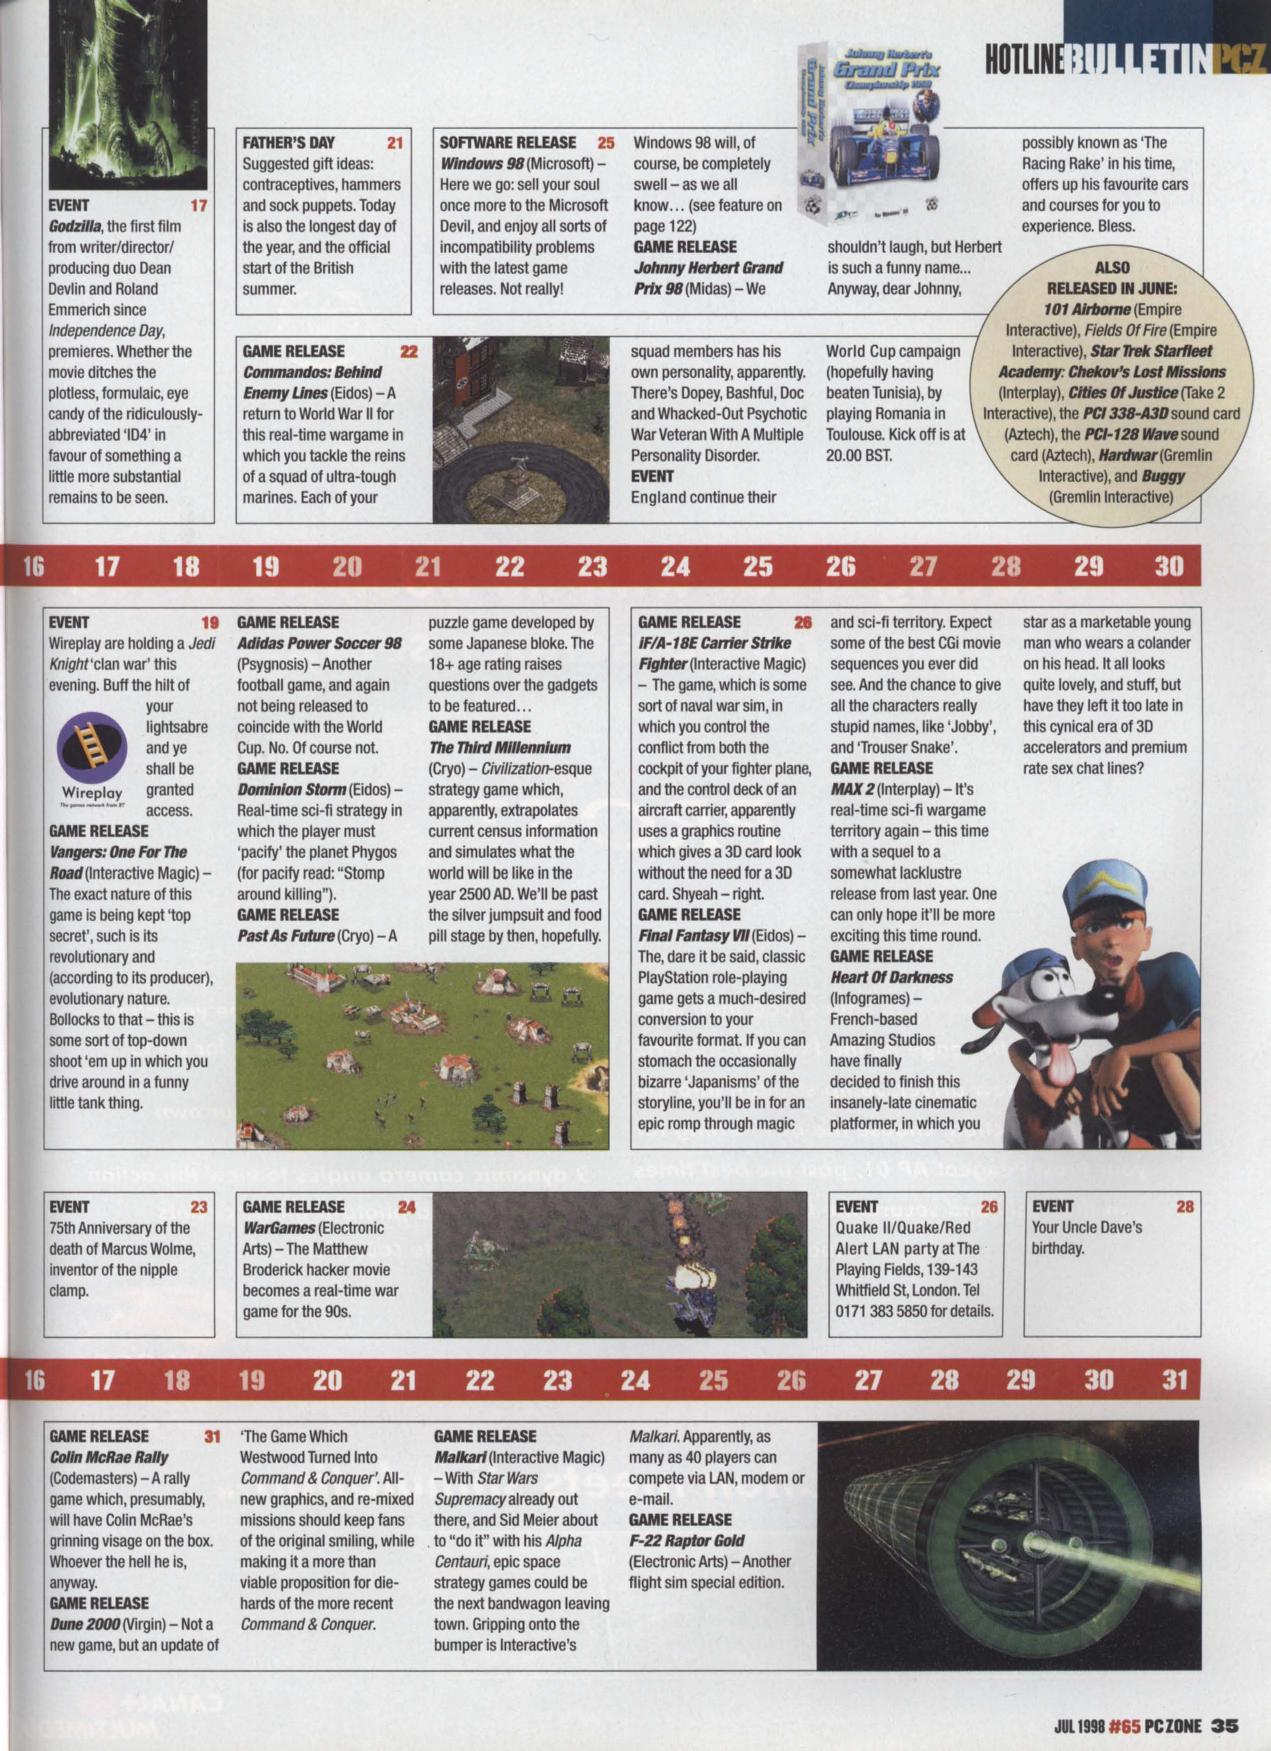 HOTLINEBULLETINPCZ
EVENT 17
Godzilla, the first film
from writer/director/
producing duo Dean
Devlin and Roland
Emmerich since
Independence Day,
premieres. Whether the
movie ditches the
plotless, formulaic, eye
candy of the ridiculously-
abbreviated 'ID4' in
favour of something a
little more substantial
remains to be seen.
FATHER'S DAY 21
Suggested gift ideas:
contraceptives, hammers
and sock puppets. Today
is also the longest day of
the year, and the official
start of the British
summer.
SOFTWARE RELEASE 25
Windows 98 (Microsoft) –
Here we go: sell your soul
once more to the Microsoft
Devil, and enjoy all sorts of
incompatibility problems
with the latest game
releases. Not really!
Windows 98 will, of
course, be completely
swell – as we all
know... (see feature on
page 122)
GAME RELEASE
Johnny Herbert Grand
Prix 98 (Midas) – We
Johnny Herbert's
Grand Prix
Championship 1998
shouldn't laugh, but Herbert
is such a funny name...
Anyway, dear Johnny,
possibly known as 'The
Racing Rake' in his time,
offers up his favourite cars
and courses for you to
experience. Bless.
GAME RELEASE 22
Commandos: Behind
Enemy Lines (Eidos) – A
return to World War II for
this real-time wargame in
which you tackle the reins
of a squad of ultra-tough
marines. Each of your
squad members has his
own personality, apparently.
There's Dopey, Bashful, Doc
and Whacked-Out Psychotic
War Veteran With A Multiple
Personality Disorder.
EVENT
England continue their
World Cup campaign
(hopefully having
beaten Tunisia), by
playing Romania in
Toulouse. Kick off is at
20.00 BST.
ALSO
RELEASED IN JUNE:
101 Airborne (Empire
Interactive), Fields Of Fire (Empire
Interactive), Star Trek Starfleet
Academy: Chekov's Lost Missions
(Interplay), Cities Of Justice (Take 2
Interactive), the PCI 338-A3D sound card
(Aztech), the PCI-128 Wave sound
card (Aztech), Hardwar (Gremlin
Interactive), and Buggy
(Gremlin Interactive)
16 17 18 19 20 21 22 23 24 25 26 27 28 29 30
EVENT 19
Wireplay are holding a Jedi
Knight 'clan war' this
evening. Buff the hilt of
your
lightsabre
and ye
shall be
granted
access.
Wireplay
The games network from BT
GAME RELEASE
Vangers: One For The
Road (Interactive Magic) –
The exact nature of this
game is being kept 'top
secret', such is its
revolutionary and
(according to its producer),
evolutionary nature.
Bollocks to that – this is
some sort of top-down
shoot 'em up in which you
drive around in a funny
little tank thing.
GAME RELEASE
Adidas Power Soccer 98
(Psygnosis) – Another
football game, and again
not being released to
coincide with the World
Cup. No. Of course not.
GAME RELEASE
Dominion Storm (Eidos) –
Real-time sci-fi strategy in
which the player must
'pacify' the planet Phygos
(for pacify read: "Stomp
around killing").
GAME RELEASE
Past As Future (Cryo) – A
puzzle game developed by
some Japanese bloke. The
18+ age rating raises
questions over the gadgets
to be featured...
GAME RELEASE
The Third Millennium
(Cryo) – Civilization-esque
strategy game which,
apparently, extrapolates
current census information
and simulates what the
world will be like in the
year 2500 AD. We'll be past
the silver jumpsuit and food
pill stage by then, hopefully.
GAME RELEASE 26
iF/A-18E Carrier Strike
Fighter (Interactive Magic)
– The game, which is some
sort of naval war sim, in
which you control the
conflict from both the
cockpit of your fighter plane,
and the control deck of an
aircraft carrier, apparently
uses a graphics routine
which gives a 3D card look
without the need for a 3D
card. Shyeah – right.
GAME RELEASE
Final Fantasy VII (Eidos) –
The, dare it be said, classic
PlayStation role-playing
game gets a much-desired
conversion to your
favourite format. If you can
stomach the occasionally
bizarre 'Japanisms' of the
storyline, you'll be in for an
epic romp through magic
and sci-fi territory. Expect
some of the best CGi movie
sequences you ever did
see. And the chance to give
all the characters really
stupid names, like 'Jobby',
and 'Trouser Snake'.
GAME RELEASE
MAX 2 (Interplay) – It's
real-time sci-fi wargame
territory again – this time
with a sequel to a
somewhat lacklustre
release from last year. One
can only hope it'll be more
exciting this time round.
GAME RELEASE
Heart Of Darkness
(Infogrames) –
French-based
Amazing Studios
have finally
decided to finish this
insanely-late cinematic
platformer, in which you
star as a marketable young
man who wears a colander
on his head. It all looks
quite lovely, and stuff, but
have they left it too late in
this cynical era of 3D
accelerators and premium
rate sex chat lines?
EVENT 23
75th Anniversary of the
death of Marcus Wolme,
inventor of the nipple
clamp.
GAME RELEASE 24
WarGames (Electronic
Arts) – The Matthew
Broderick hacker movie
becomes a real-time war
game for the 90s.
EVENT 26
Quake II/Quake/Red
Alert LAN party at The
Playing Fields, 139-143
Whitfield St, London. Tel
0171 383 5850 for details.
EVENT 28
Your Uncle Dave's
birthday.
16 17 18 19 20 21 22 23 24 25 26 27 28 29 30 31
GAME RELEASE 31
Colin McRae Rally
(Codemasters) – A rally
game which, presumably,
will have Colin McRae's
grinning visage on the box.
Whoever the hell he is,
anyway.
GAME RELEASE
Dune 2000 (Virgin) – Not a
new game, but an update of
'The Game Which
Westwood Turned Into
Command & Conquer'. All-
new graphics, and re-mixed
missions should keep fans
of the original smiling, while
making it a more than
viable proposition for die-
hards of the more recent
Command & Conquer.
GAME RELEASE
Malkari (Interactive Magic)
– With Star Wars
Supremacy already out
there, and Sid Meier about
to "do it" with his Alpha
Centauri, epic space
strategy games could be
the next bandwagon leaving
town. Gripping onto the
bumper is Interactive's
Malkari. Apparently, as
many as 40 players can
compete via LAN, modem or
e-mail.
GAME RELEASE
F-22 Raptor Gold
(Electronic Arts) – Another
flight sim special edition.
JUL 1998 #65 PC ZONE 35